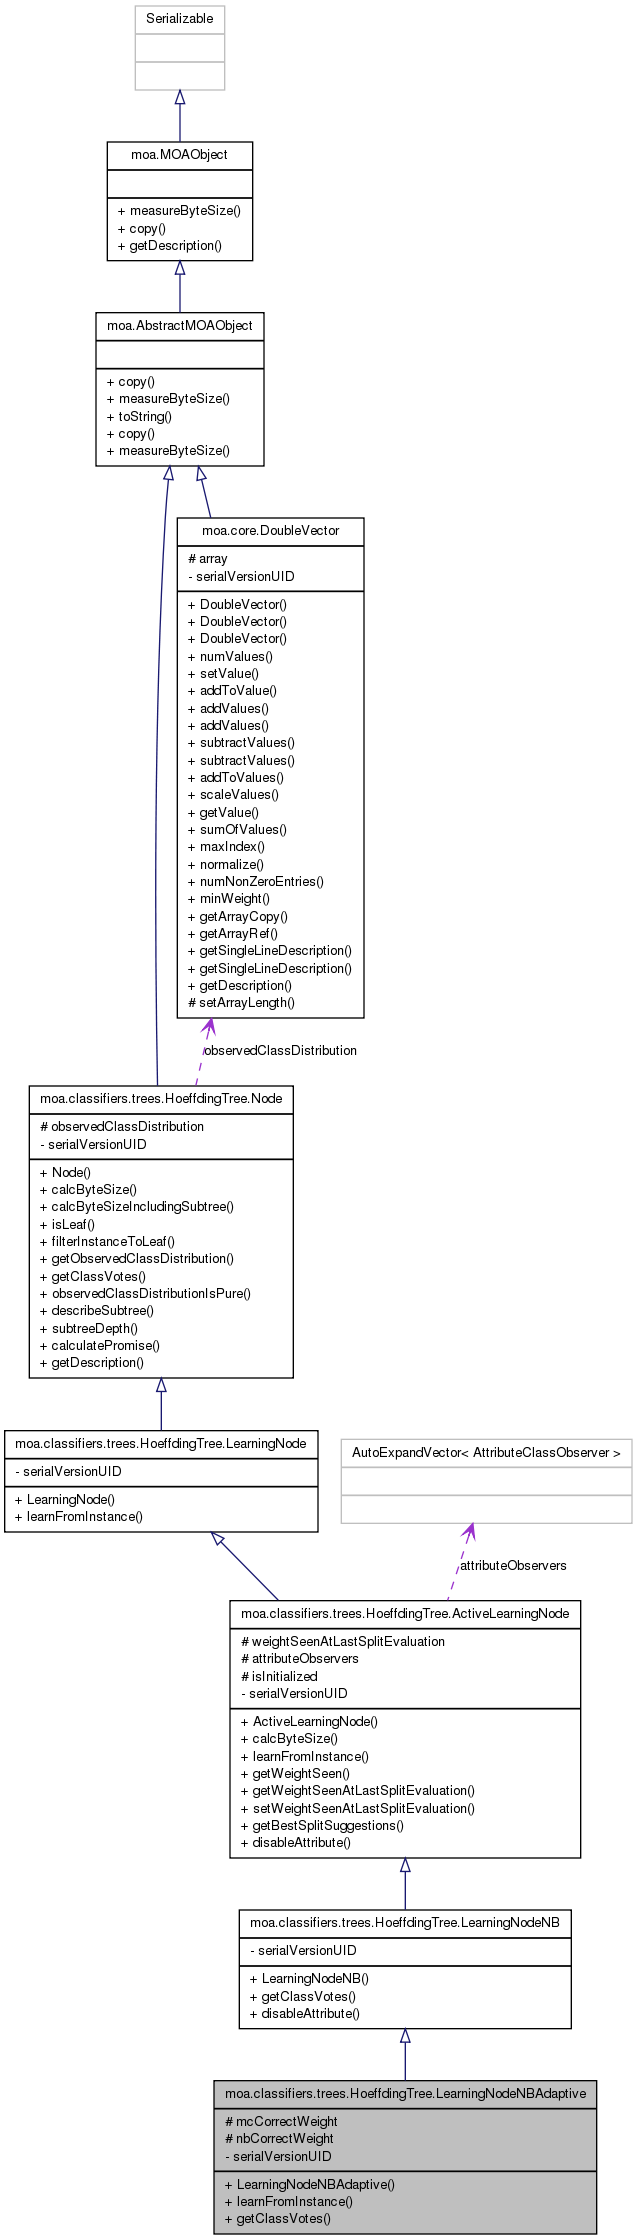 Serializable
moa.MOAObject
+ measureByteSize()
+ copy()
+ getDescription()
moa.AbstractMOAObject
+ copy()
+ measureByteSize()
+ toString()
+ copy()
+ measureByteSize()
moa.core.DoubleVector
# array
- serialVersionUID
+ DoubleVector()
+ DoubleVector()
+ DoubleVector()
+ numValues()
+ setValue()
+ addToValue()
+ addValues()
+ addValues()
+ subtractValues()
+ subtractValues()
+ addToValues()
+ scaleValues()
+ getValue()
+ sumOfValues()
+ maxIndex()
+ normalize()
+ numNonZeroEntries()
+ minWeight()
+ getArrayCopy()
+ getArrayRef()
+ getSingleLineDescription()
+ getSingleLineDescription()
+ getDescription()
# setArrayLength()
observedClassDistribution
moa.classifiers.trees.HoeffdingTree.Node
# observedClassDistribution
- serialVersionUID
+ Node()
+ calcByteSize()
+ calcByteSizeIncludingSubtree()
+ isLeaf()
+ filterInstanceToLeaf()
+ getObservedClassDistribution()
+ getClassVotes()
+ observedClassDistributionIsPure()
+ describeSubtree()
+ subtreeDepth()
+ calculatePromise()
+ getDescription()
moa.classifiers.trees.HoeffdingTree.LearningNode
- serialVersionUID
+ LearningNode()
+ learnFromInstance()
AutoExpandVector< AttributeClassObserver >
attributeObservers
moa.classifiers.trees.HoeffdingTree.ActiveLearningNode
# weightSeenAtLastSplitEvaluation
# attributeObservers
# isInitialized
- serialVersionUID
+ ActiveLearningNode()
+ calcByteSize()
+ learnFromInstance()
+ getWeightSeen()
+ getWeightSeenAtLastSplitEvaluation()
+ setWeightSeenAtLastSplitEvaluation()
+ getBestSplitSuggestions()
+ disableAttribute()
moa.classifiers.trees.HoeffdingTree.LearningNodeNB
- serialVersionUID
+ LearningNodeNB()
+ getClassVotes()
+ disableAttribute()
moa.classifiers.trees.HoeffdingTree.LearningNodeNBAdaptive
# mcCorrectWeight
# nbCorrectWeight
- serialVersionUID
+ LearningNodeNBAdaptive()
+ learnFromInstance()
+ getClassVotes()